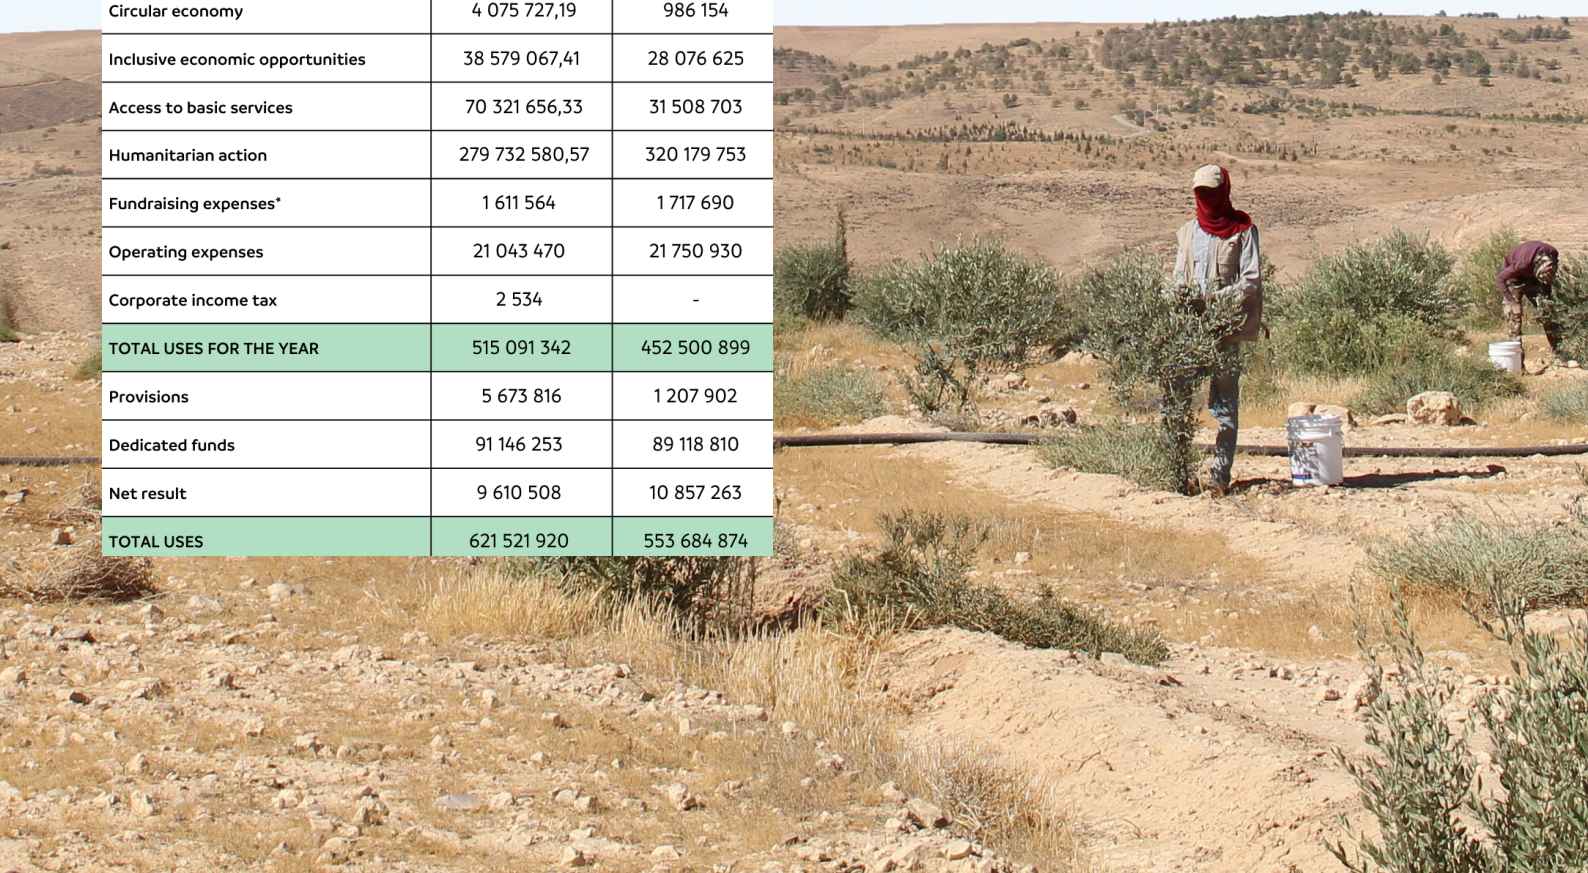 Circular economy 4 075 727,19 986 154
Inclusive economic opportunities 38 579 067,41 28 076 625
Access to basic services 70 321 656,33 31 508 703
Humanitarian action 279 732 580,57 320 179 753
Fundraising expenses* 1 611 564 1 717 690
Operating expenses 21 043 470 21 750 930
Corporate income tax 2 534 -
TOTAL USES FOR THE YEAR 515 091 342 452 500 899
Provisions 5 673 816 1 207 902
Dedicated funds 91 146 253 89 118 810
Net result 9 610 508 10 857 263
TOTAL USES 621 521 920 553 684 874